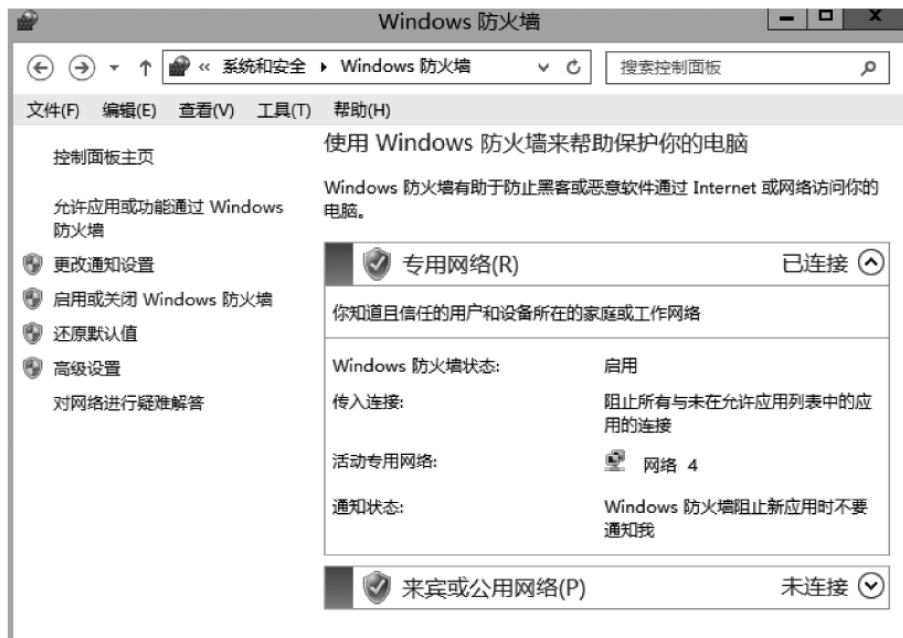 Windows 防火墙
« 系统和安全 ▸ Windows 防火墙
搜索控制面板
文件(F) 编辑(E) 查看(V) 工具(T) 帮助(H)
控制面板主页
允许应用或功能通过 Windows
防火墙
更改通知设置
启用或关闭 Windows 防火墙
还原默认值
高级设置
对网络进行疑难解答
使用 Windows 防火墙来帮助保护你的电脑
Windows 防火墙有助于防止黑客或恶意软件通过 Internet 或网络访问你的
电脑。
专用网络(R) 已连接
你知道且信任的用户和设备所在的家庭或工作网络
Windows 防火墙状态: 启用
传入连接: 阻止所有与未在允许应用列表中的应
用的连接
活动专用网络: 网络 4
通知状态: Windows 防火墙阻止新应用时不要
通知我
来宾或公用网络(P) 未连接